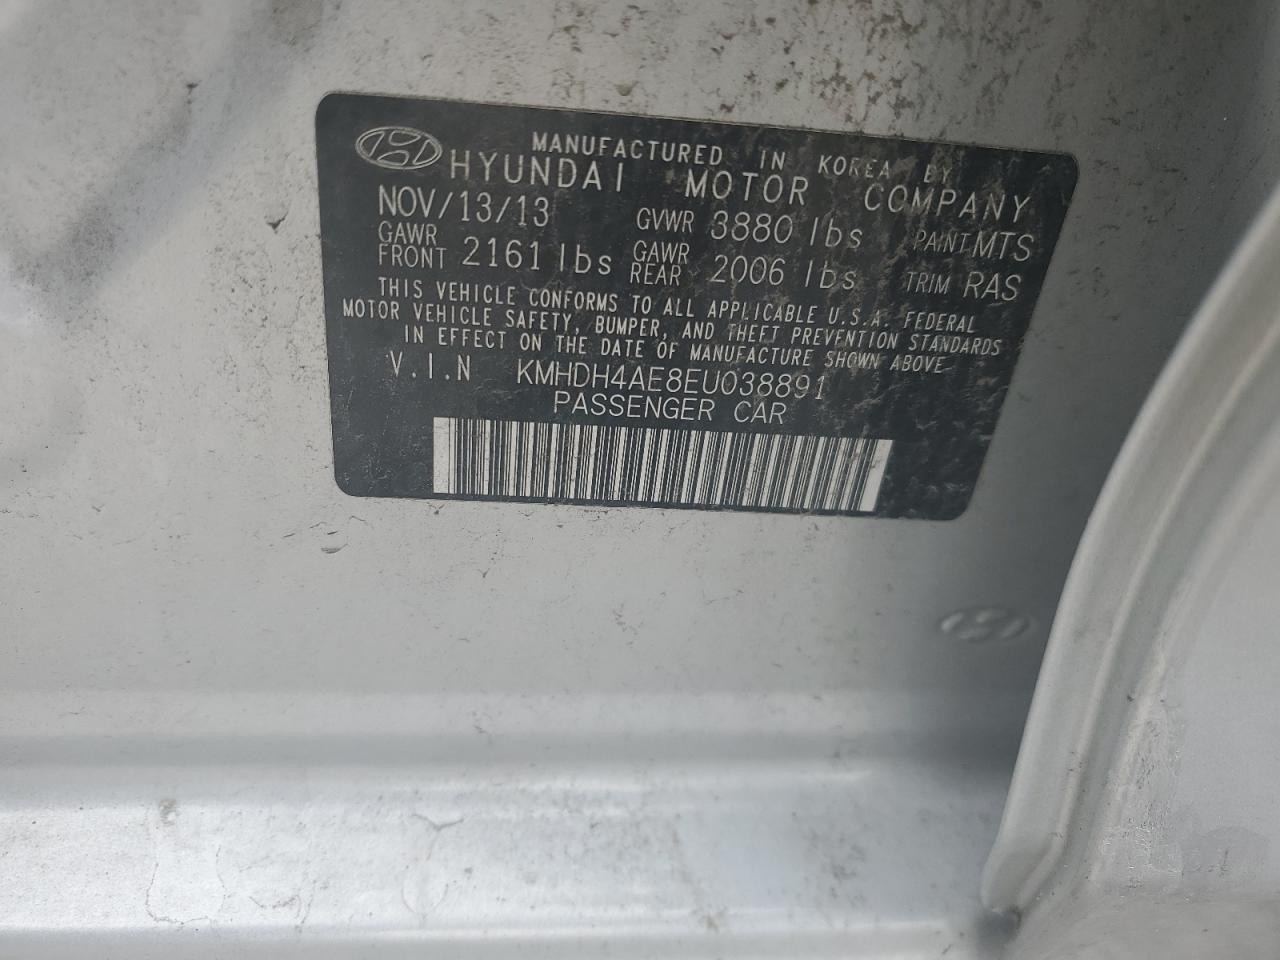 MANUFACTURED IN KOREA BY
HYUNDAI MOTOR COMPANY
NOV/13/13 GVWR 3880 lbs PAINT MTS
GAWR FRONT 2161 lbs GAWR REAR 2006 lbs TRIM RAS
THIS VEHICLE CONFORMS TO ALL APPLICABLE U.S.A. FEDERAL
MOTOR VEHICLE SAFETY, BUMPER, AND THEFT PREVENTION STANDARDS
IN EFFECT ON THE DATE OF MANUFACTURE SHOWN ABOVE
V.I.N KMHDH4AE8EU038891
PASSENGER CAR